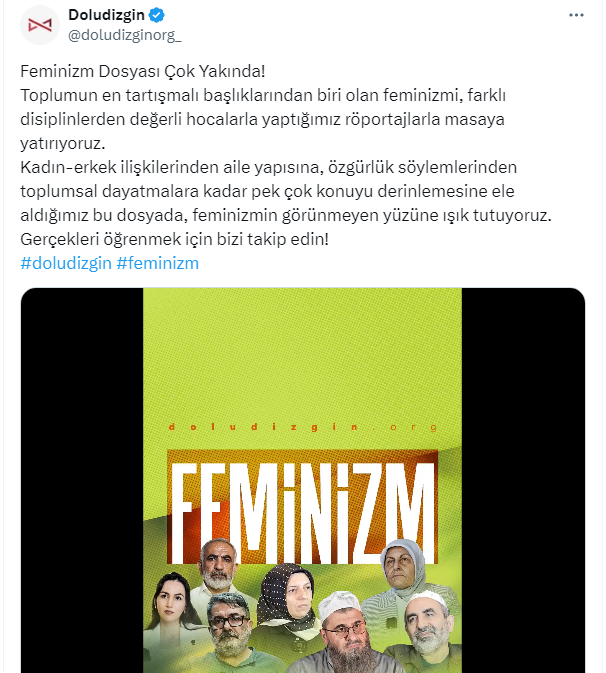 Doludizgin
@doludizginorg_
Feminizm Dosyası Çok Yakında!
Toplumun en tartışmalı başlıklarından biri olan feminizmi, farklı
disiplinlerden değerli hocalarla yaptığımız röportajlarla masaya
yatırıyoruz.
Kadın-erkek ilişkilerinden aile yapısına, özgürlük söylemlerinden
toplumsal dayatmalara kadar pek çok konuyu derinlemesine ele
aldığımız bu dosyada, feminizmin görünmeyen yüzüne ışık tutuyoruz.
Gerçekleri öğrenmek için bizi takip edin!
#doludizgin #feminizm
doludizgin.org
FEMiNiZM